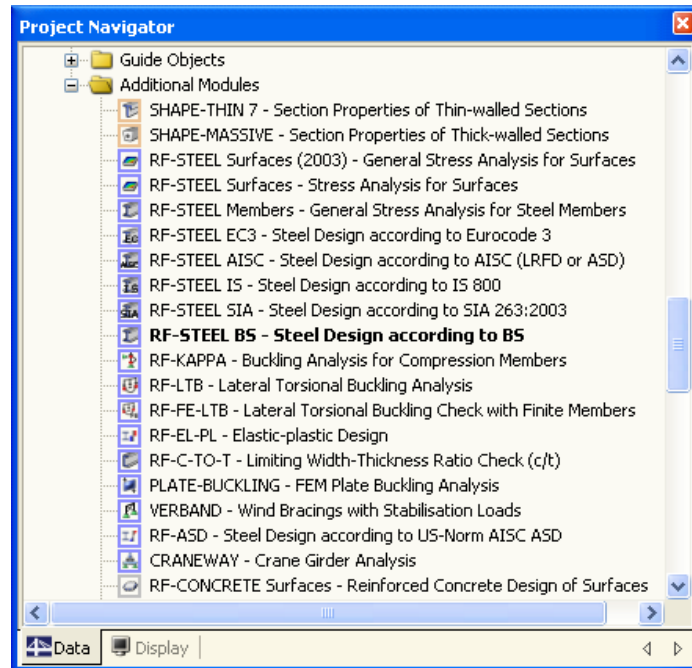 Project Navigator
Guide Objects
Additional Modules
SHAPE-THIN 7 - Section Properties of Thin-walled Sections
SHAPE-MASSIVE - Section Properties of Thick-walled Sections
RF-STEEL Surfaces (2003) - General Stress Analysis for Surfaces
RF-STEEL Surfaces - Stress Analysis for Surfaces
RF-STEEL Members - General Stress Analysis for Steel Members
RF-STEEL EC3 - Steel Design according to Eurocode 3
RF-STEEL AISC - Steel Design according to AISC (LRFD or ASD)
RF-STEEL IS - Steel Design according to IS 800
RF-STEEL SIA - Steel Design according to SIA 263:2003
RF-STEEL BS - Steel Design according to BS
RF-KAPPA - Buckling Analysis for Compression Members
RF-LTB - Lateral Torsional Buckling Analysis
RF-FE-LTB - Lateral Torsional Buckling Check with Finite Members
RF-EL-PL - Elastic-plastic Design
RF-C-TO-T - Limiting Width-Thickness Ratio Check (c/t)
PLATE-BUCKLING - FEM Plate Buckling Analysis
VERBAND - Wind Bracings with Stabilisation Loads
RF-ASD - Steel Design according to US-Norm AISC ASD
CRANEWAY - Crane Girder Analysis
RF-CONCRETE Surfaces - Reinforced Concrete Design of Surfaces
Data Display